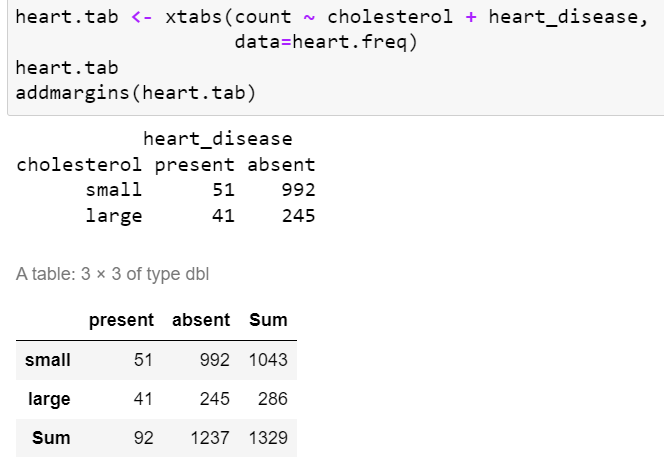 heart.tab <- xtabs(count ~ cholesterol + heart_disease,
data=heart.freq)
heart.tab
addmargins(heart.tab)
heart_disease
cholesterol present absent
small 51 992
large 41 245
A table: 3 × 3 of type dbl
present absent Sum
small 51 992 1043
large 41 245 286
Sum 92 1237 1329